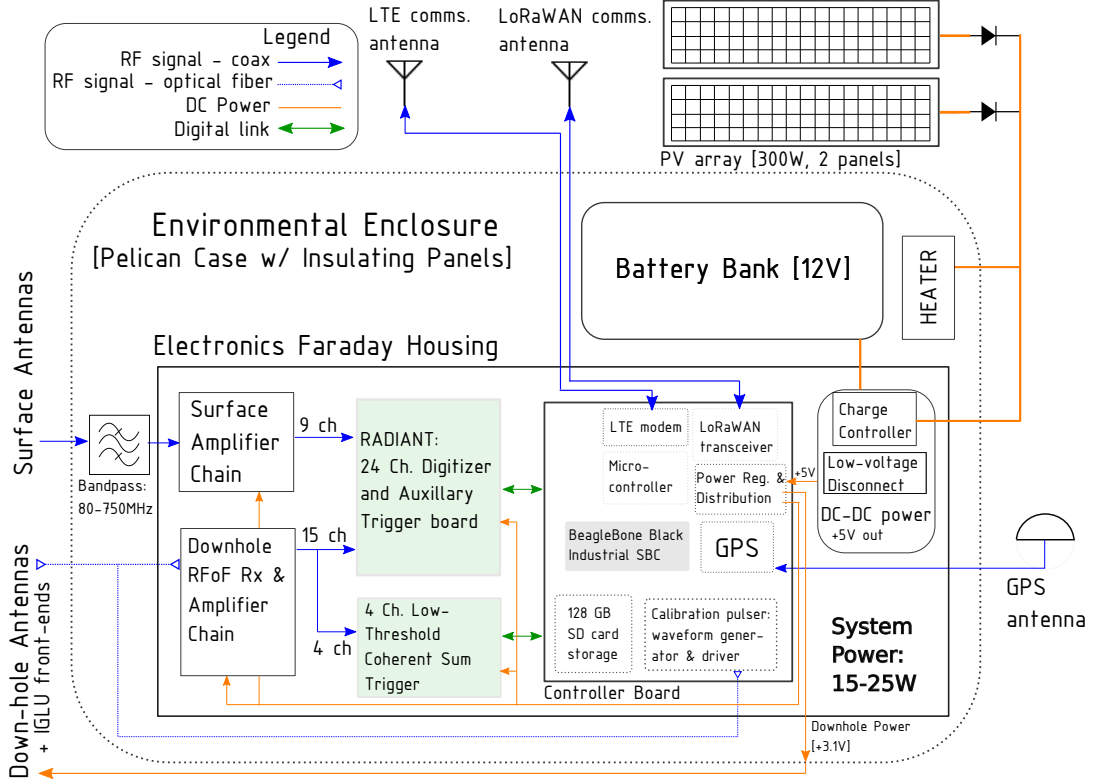 Legend
RF signal - coax
RF signal - optical fiber
DC Power
Digital link
LTE comms.
antenna
LoRaWAN comms.
antenna
PV array [300W, 2 panels]
Environmental Enclosure
[Pelican Case w/ Insulating Panels]
Battery Bank [12V]
HEATER
Electronics Faraday Housing
Surface Antennas
Bandpass:
80-750MHz
Surface
Amplifier
Chain
9 ch
RADIANT:
24 Ch. Digitizer
and Auxillary
Trigger board
LTE modem
LoRaWAN
transceiver
Micro-
controller
Power Reg. &
Distribution
+5V
Charge
Controller
Low-voltage
Disconnect
DC-DC power
+5V out
BeagleBone Black
Industrial SBC
GPS
GPS
antenna
Down-hole Antennas
+ IGLU front-ends
Downhole
RFoF Rx &
Amplifier
Chain
15 ch
4 ch
4 Ch. Low-
Threshold
Coherent Sum
Trigger
128 GB
SD card
storage
Calibration pulser:
waveform gener-
ator & driver
Controller Board
System
Power:
15-25W
Downhole Power
[+3.1V]